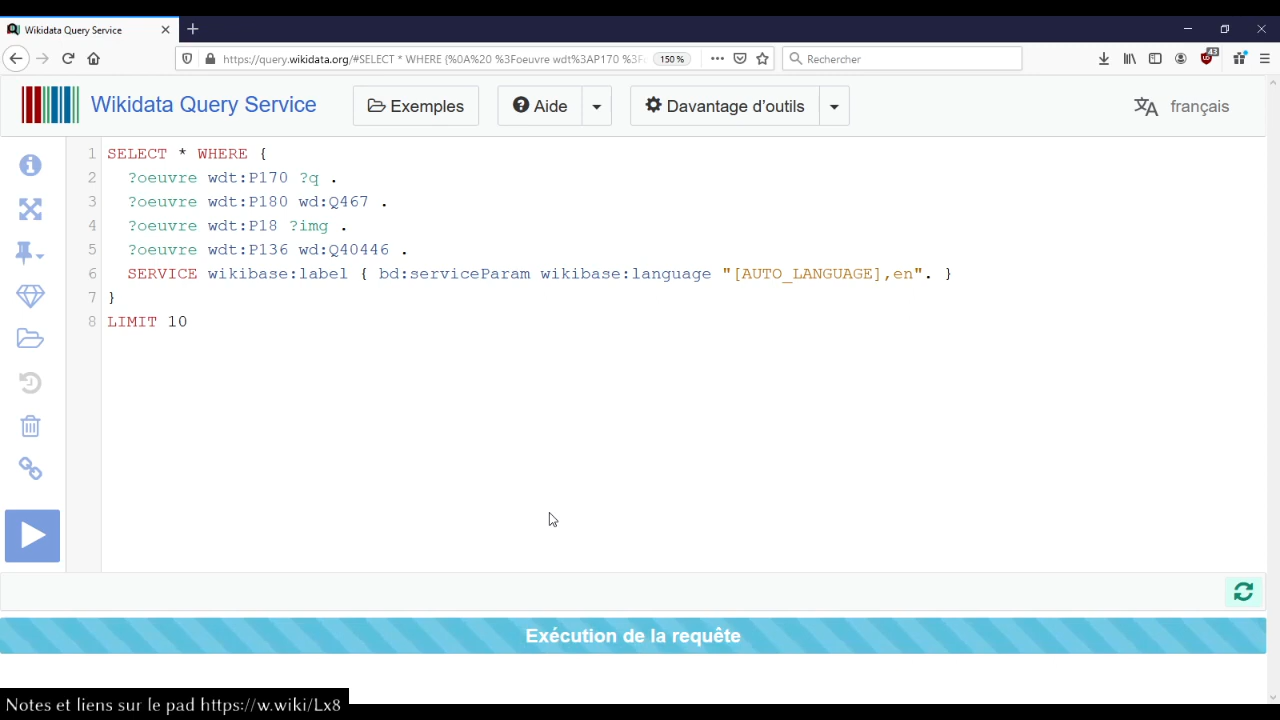 Wikidata Query Service
https://query.wikidata.org/#SELECT * WHERE {%0A%20 %3Foeuvre wdt%3AP170 %3F
150 %
Rechercher
43
Wikidata Query Service
Exemples
Aide
Davantage d'outils
français
1 SELECT * WHERE {
2 ?oeuvre wdt:P170 ?q .
3 ?oeuvre wdt:P180 wd:Q467 .
4 ?oeuvre wdt:P18 ?img .
5 ?oeuvre wdt:P136 wd:Q40446 .
6 SERVICE wikibase:label { bd:serviceParam wikibase:language "[AUTO_LANGUAGE],en". }
7 }
8 LIMIT 10
Exécution de la requête
Notes et liens sur le pad https://w.wiki/Lx8